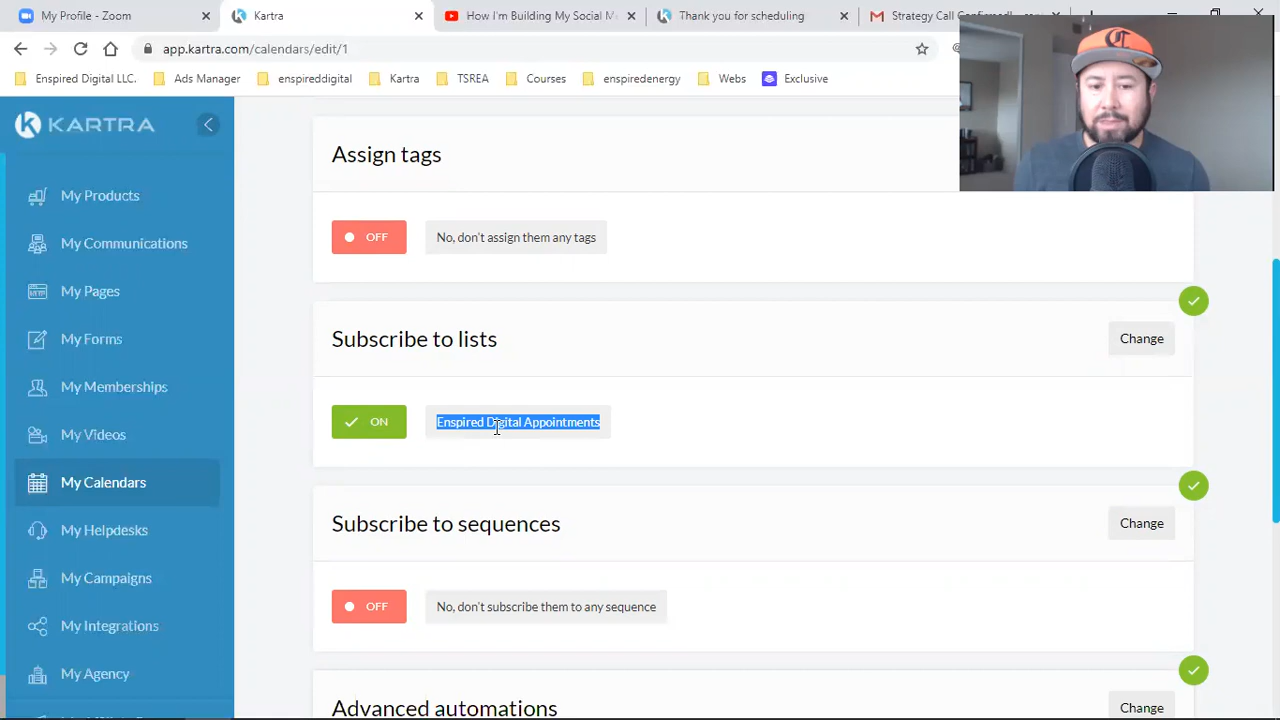 My Profile - Zoom
Kartra
How I'm Building My Social M
Thank you for scheduling
app.kartra.com/calendars/edit/1
Enspired Digital LLC.
Ads Manager
enspireddigital
Kartra
TSREA
Courses
enspiredenergy
Webs
Exclusive
KARTRA
My Products
My Communications
My Pages
My Forms
My Memberships
My Videos
My Calendars
My Helpdesks
My Campaigns
My Integrations
My Agency
Assign tags
OFF
No, don't assign them any tags
Subscribe to lists
Change
ON
Enspired Digital Appointments
Subscribe to sequences
Change
OFF
No, don't subscribe them to any sequence
Advanced automations
Change
C